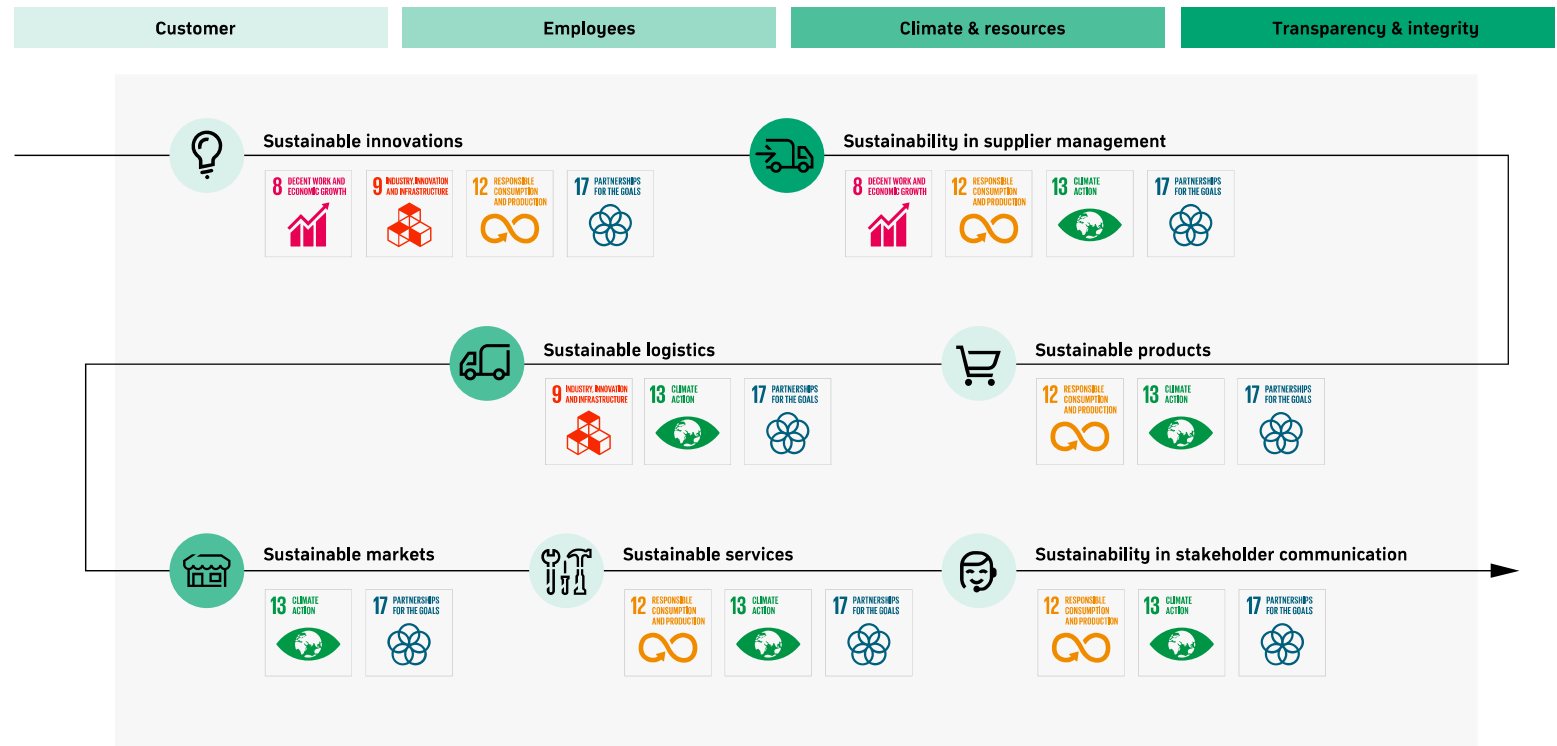 Customer
Employees
Climate & resources
Transparency & integrity
Sustainable innovations
8 DECENT WORK AND
ECONOMIC GROWTH
9 INDUSTRY, INNOVATION
AND INFRASTRUCTURE
12 RESPONSIBLE
CONSUMPTION
AND PRODUCTION
17 PARTNERSHIPS
FOR THE GOALS
Sustainability in supplier management
8 DECENT WORK AND
ECONOMIC GROWTH
12 RESPONSIBLE
CONSUMPTION
AND PRODUCTION
13 CLIMATE
ACTION
17 PARTNERSHIPS
FOR THE GOALS
Sustainable logistics
9 INDUSTRY, INNOVATION
AND INFRASTRUCTURE
13 CLIMATE
ACTION
17 PARTNERSHIPS
FOR THE GOALS
Sustainable products
12 RESPONSIBLE
CONSUMPTION
AND PRODUCTION
13 CLIMATE
ACTION
17 PARTNERSHIPS
FOR THE GOALS
Sustainable markets
13 CLIMATE
ACTION
17 PARTNERSHIPS
FOR THE GOALS
Sustainable services
12 RESPONSIBLE
CONSUMPTION
AND PRODUCTION
13 CLIMATE
ACTION
17 PARTNERSHIPS
FOR THE GOALS
Sustainability in stakeholder communication
12 RESPONSIBLE
CONSUMPTION
AND PRODUCTION
13 CLIMATE
ACTION
17 PARTNERSHIPS
FOR THE GOALS